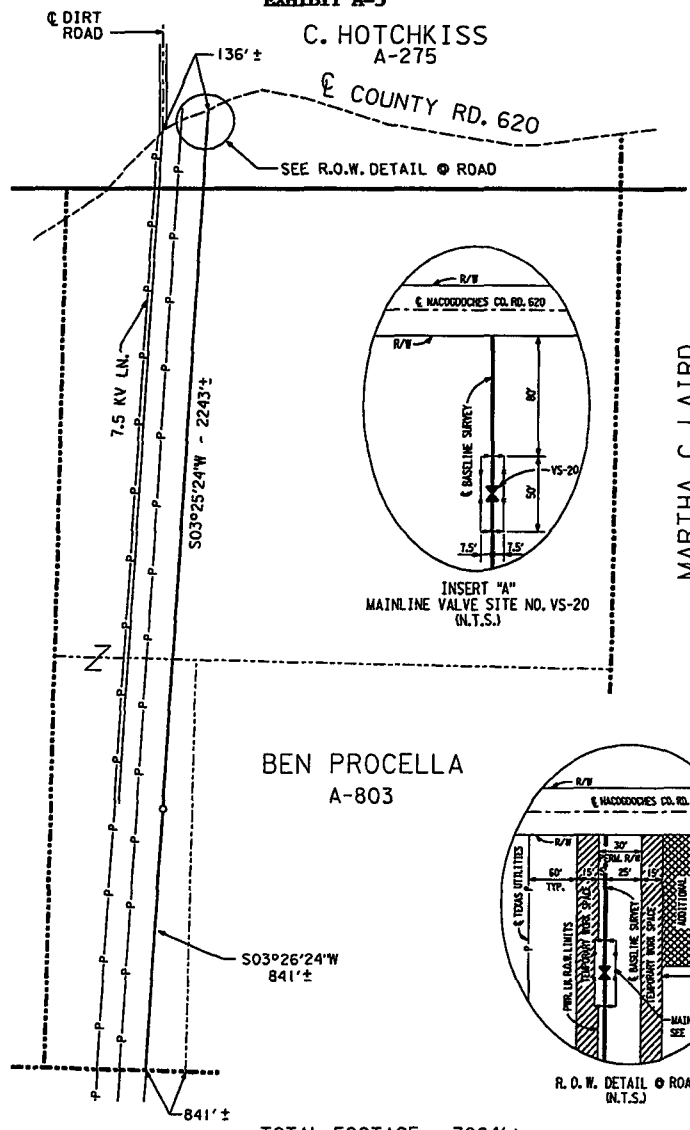 EXHIBIT A-5
℄ DIRT
ROAD
C. HOTCHKISS
A-275
136'±
℄ COUNTY RD. 620
SEE R.O.W. DETAIL @ ROAD
7.5 KV LN.
S03°25'24"W - 2243'±
R/W
℄ NACOGDOCHES CO. RD. 620
R/W
℄ BASELINE SURVEY
80'
50'
VS-20
7.5'
7.5'
INSERT "A"
MAINLINE VALVE SITE NO. VS-20
(N.T.S.)
MARTHA C. LAIRD
BEN PROCELLA
A-803
S03°26'24"W
841'±
841'±
R/W
℄ NACOGDOCHES CO. RD.
R/W
30'
PERM. R/W
60'
TYP.
15'
25'
15'
℄ TEXAS UTILITIES
PWR. LN. R.O.W. LIMITS
TEMPORARY WORK SPACE
℄ BASELINE SURVEY
TEMPORARY WORK SPACE
ADDITIONAL
MAIN
SEE
R.O.W. DETAIL @ ROA
(N.T.S.)